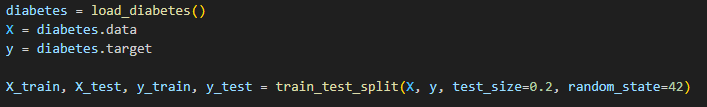 diabetes = load_diabetes()
X = diabetes.data
y = diabetes.target
X_train, X_test, y_train, y_test = train_test_split(X, y, test_size=0.2, random_state=42)